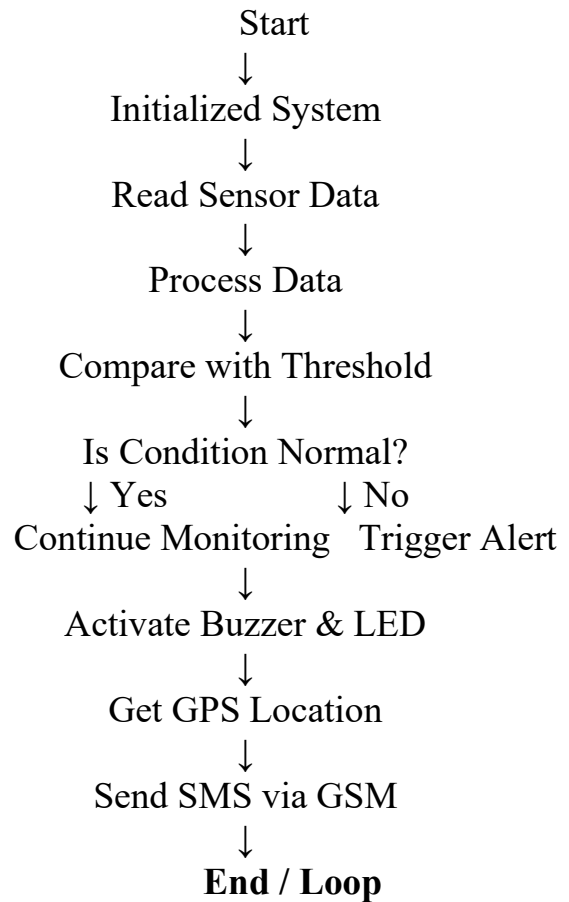 Start
↓
Initialized System
↓
Read Sensor Data
↓
Process Data
↓
Compare with Threshold
↓
Is Condition Normal?
↓ Yes ↓ No
Continue Monitoring Trigger Alert
↓
Activate Buzzer & LED
↓
Get GPS Location
↓
Send SMS via GSM
↓
End / Loop